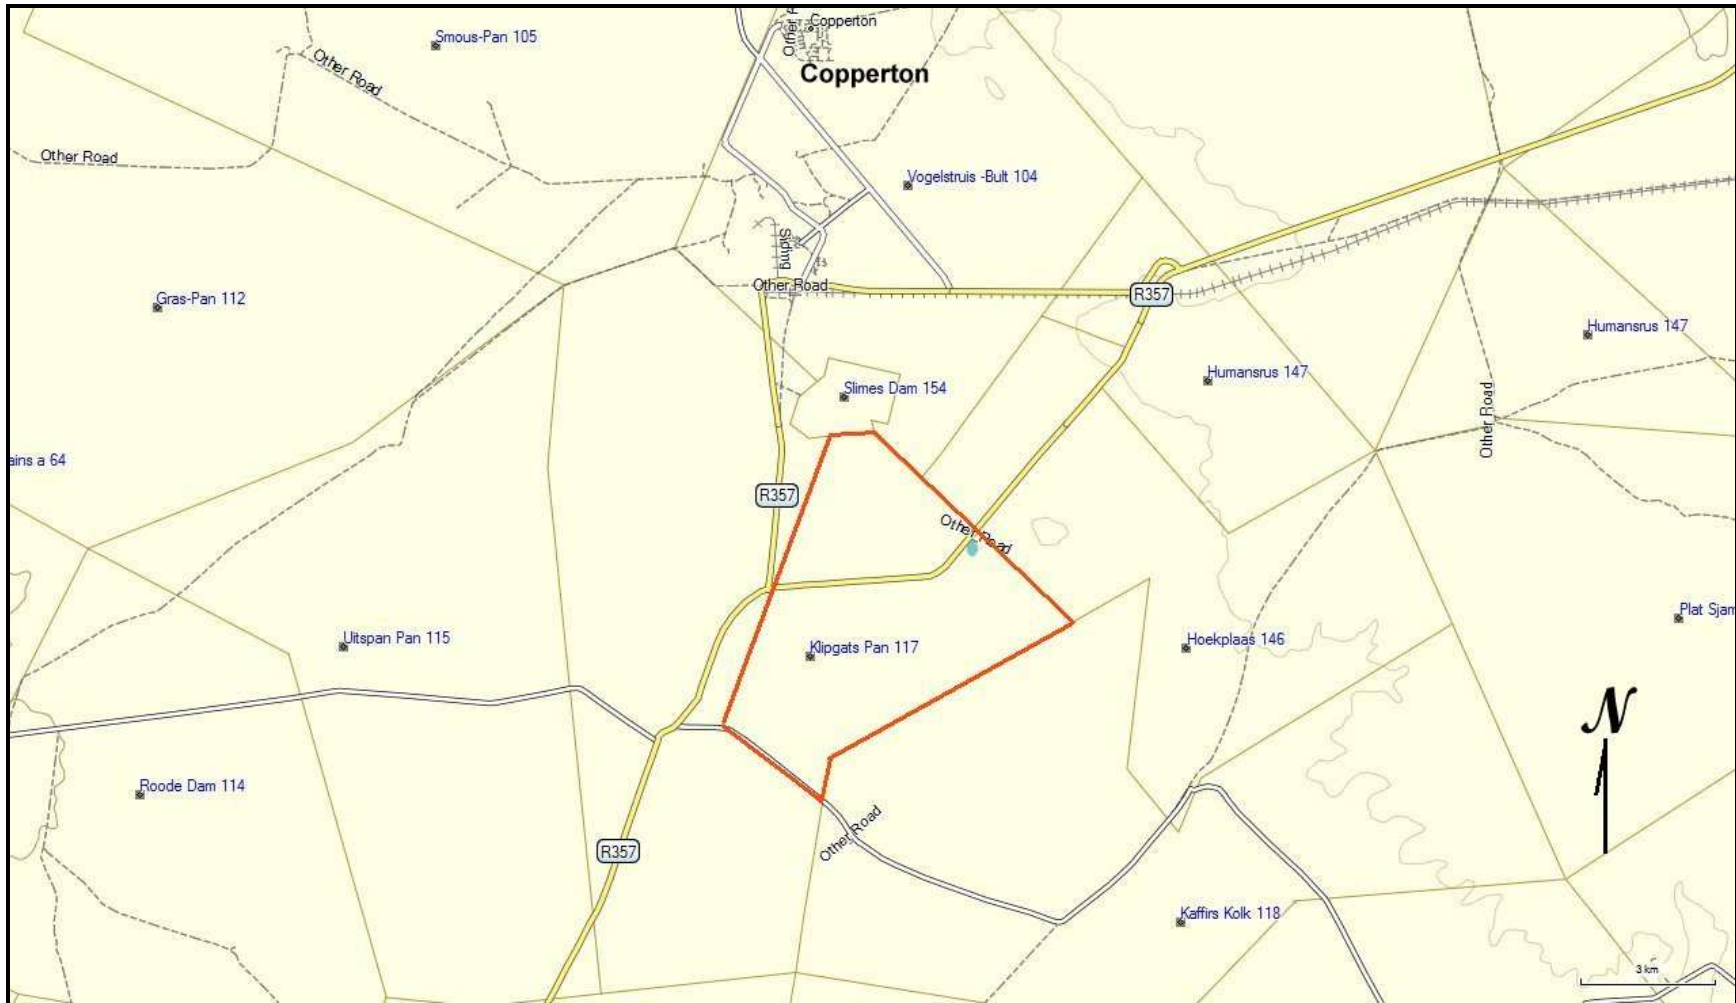 Other R
Copperton
Smous-Pan 105
Other Road
Copperton
Other Road
Vogelstruis -Bult 104
Siding
Other Road
R357
Gras-Pan 112
Humansrus 147
Humansrus 147
Slimes Dam 154
Other Road
ains a 64
R357
Other Road
Plat Sjam
Uitspan Pan 115
Klipgats Pan 117
Hoekplaas 146
N
Roode Dam 114
Other Road
R357
Kaffirs Kolk 118
3 km